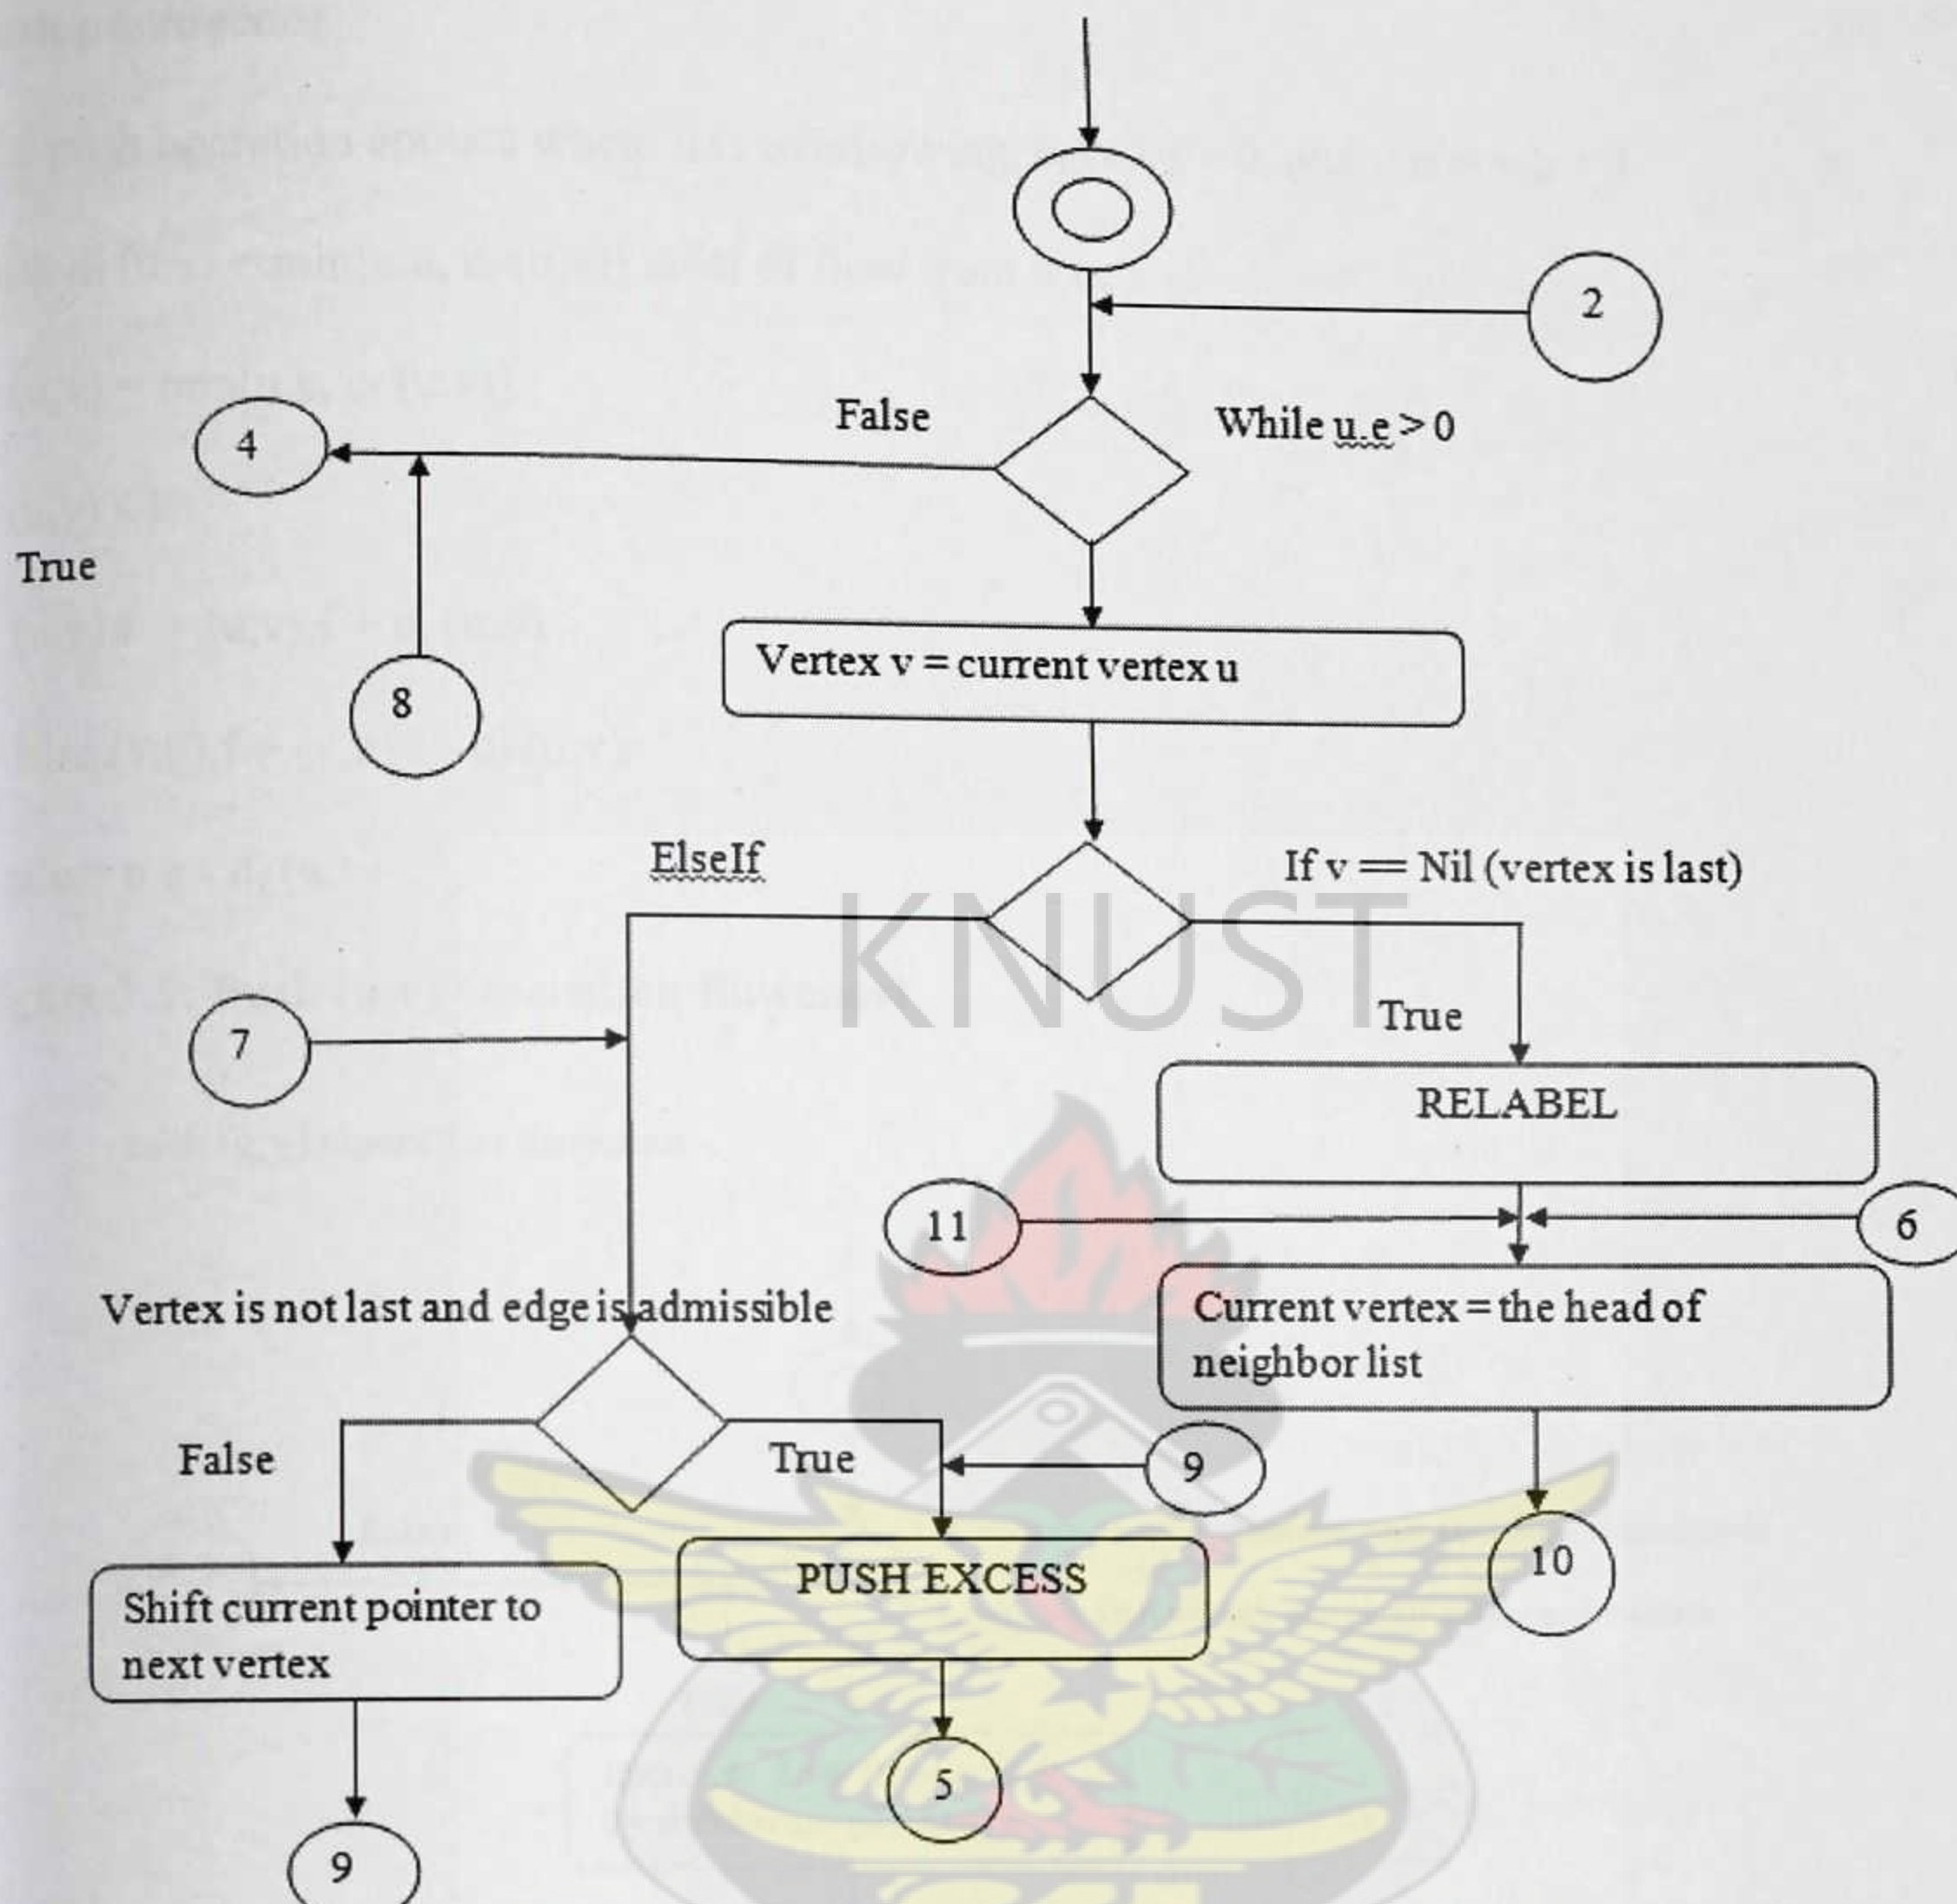 2
False
While u.e > 0
4
True
Vertex v = current vertex u
8
ElseIf
If v == Nil (vertex is last)
KNUST
7
True
RELABEL
11
6
Vertex is not last and edge is admissible
Current vertex = the head of
neighbor list
False
True
9
PUSH EXCESS
10
Shift current pointer to
next vertex
5
9